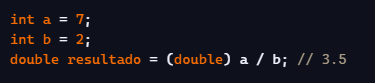 int a = 7;
int b = 2;
double resultado = (double) a / b; // 3.5